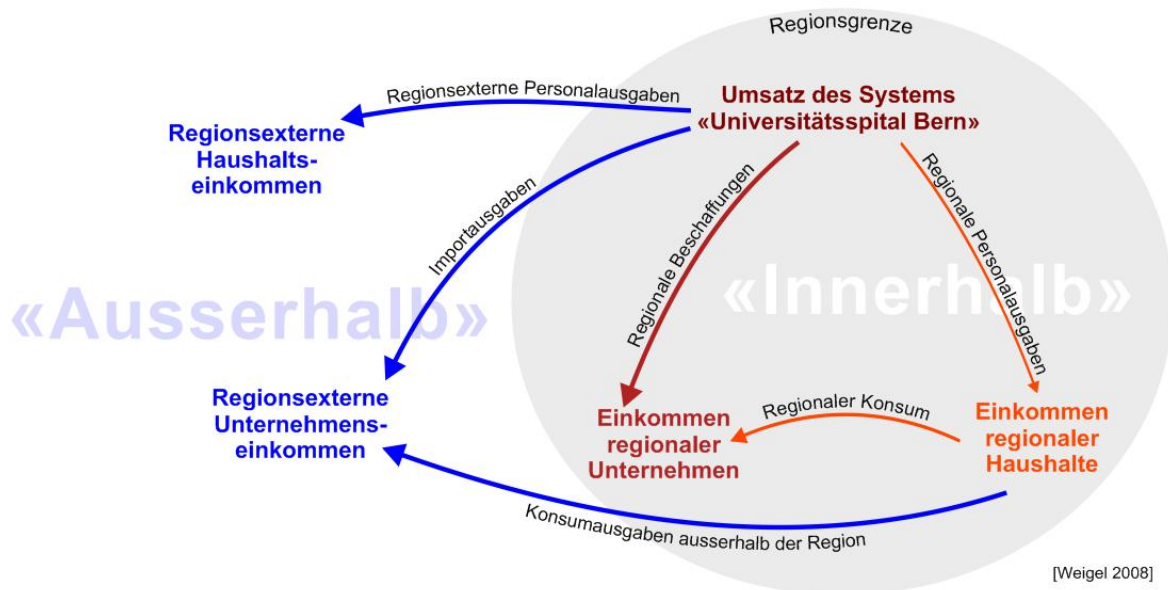 Regionsgrenze
Regionsexterne Personalausgaben
Umsatz des Systems
«Universitätsspital Bern»
Regionsexterne
Haushalts-
einkommen
Importausgaben
Regionale Beschaffungen
Regionale Personalausgaben
«Ausserhalb»
«Innerhalb»
Regionsexterne
Unternehmens-
einkommen
Einkommen
regionaler
Unternehmen
Regionaler Konsum
Einkommen
regionaler
Haushalte
Konsumausgaben ausserhalb der Region
[Weigel 2008]